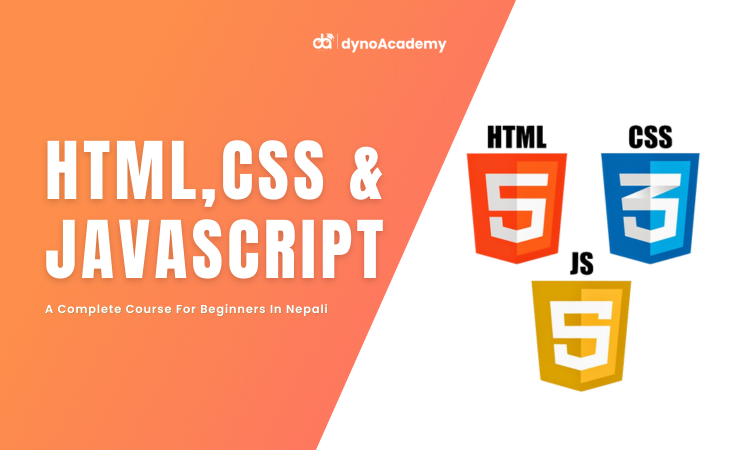 dynoAcademy
HTML,CSS &
JAVASCRIPT
A Complete Course For Beginners In Nepali
HTML
CSS
5
3
JS
5